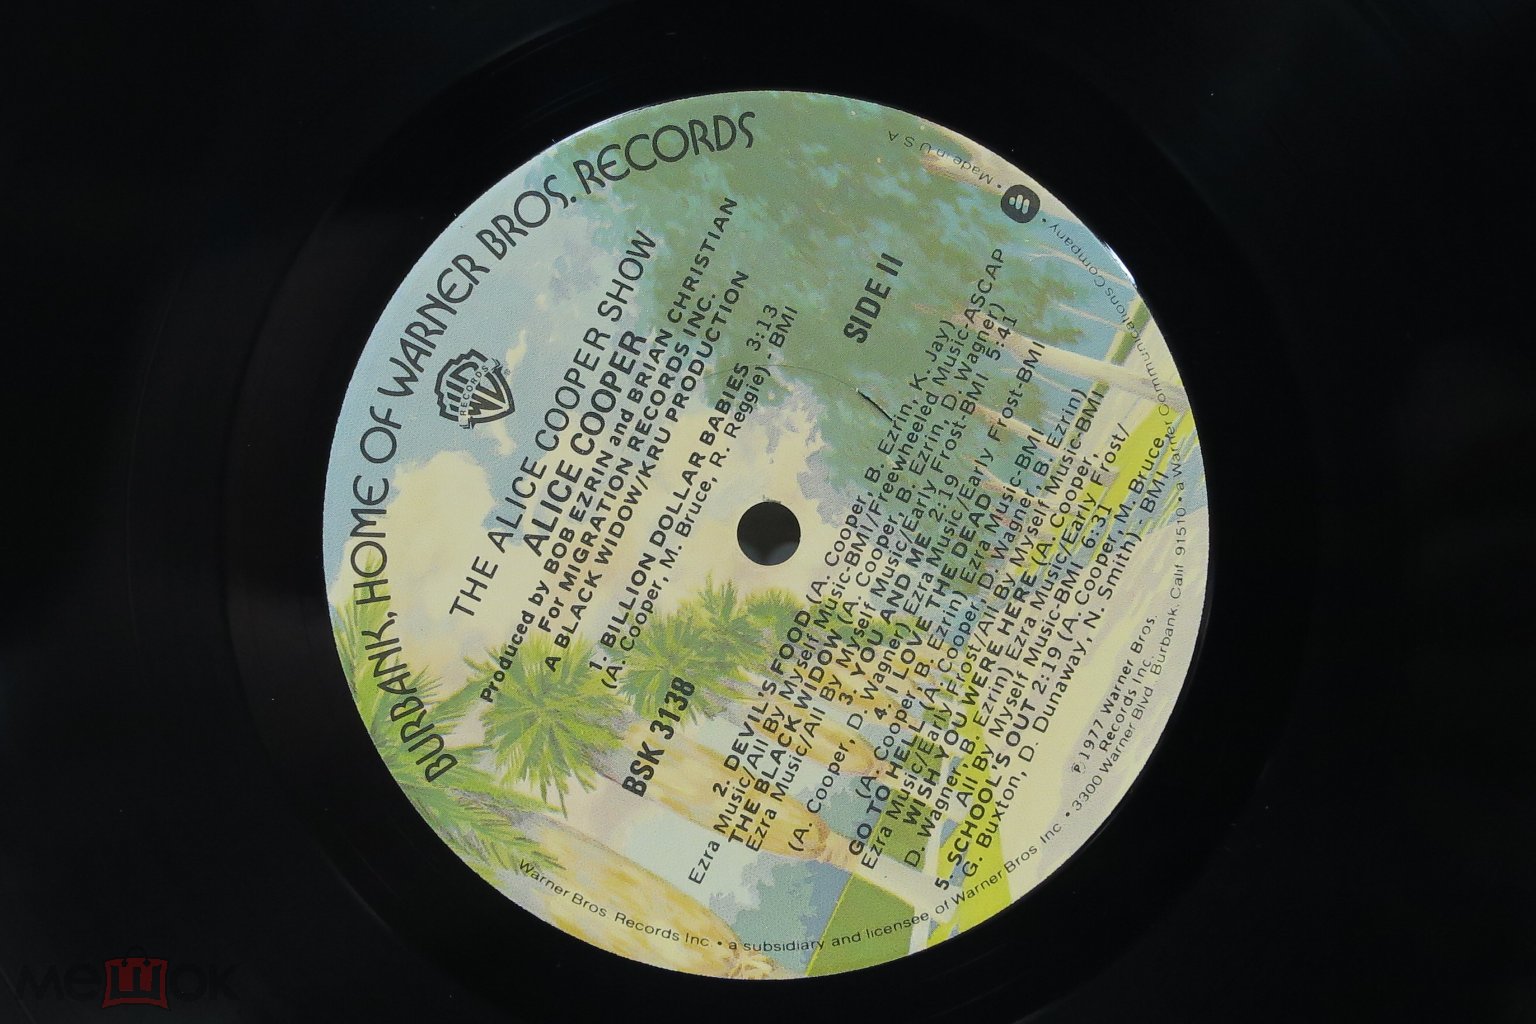 BURBANK, HOME OF WARNER BROS. RECORDS
WB
RECORDS
THE ALICE COOPER SHOW
ALICE COOPER
Produced by BOB EZRIN and BRIAN CHRISTIAN
For MIGRATION RECORDS INC.
A BLACK WIDOW/KRU PRODUCTION
1. BILLION DOLLAR BABIES 3:13
(A. Cooper, M. Bruce, R. Reggie) - BMI
BSK 3138
SIDE II
2. DEVIL'S FOOD (A. Cooper, B. Ezrin, K. Jay)
Ezra Music/All By Myself Music-BMI/Freewheeled Music-ASCAP
THE BLACK WIDOW (A. Cooper, B. Ezrin, D. Wagner)
Ezra Music/All By Myself Music/Early Frost-BMI 5:41
3. YOU AND ME
(A. Cooper, D. Wagner) Ezra Music/Early Frost-BMI 2:19
4. I LOVE THE DEAD
(A. Cooper, B. Ezrin) Ezra Music-BMI
GO TO HELL (A. Cooper, D. Wagner, B. Ezrin)
Ezra Music/Early Frost/All By Myself Music-BMI
WISH YOU WERE HERE (A. Cooper,
D. Wagner, B. Ezrin) Ezra Music/Early Frost/
All By Myself Music-BMI 6:31
5. SCHOOL'S OUT 2:19 (A. Cooper, M. Bruce,
G. Buxton, D. Dunaway, N. Smith) - BMI
℗ 1977 Warner Bros.
Records Inc.
Warner Bros Records Inc • a subsidiary and licensee of Warner Bros Inc • 3300 Warner Blvd Burbank, Calif 91510 • a Warner Communications Company • Made in U S A
мешок